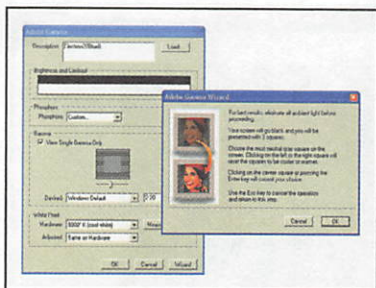 Adobe Gamma
Description:
Load...
Brightness and Contrast
Phosphors
Phosphors: Custom...
Gamma
View Single Gamma Only
Desired: Windows Default
2.20
White Point
Hardware: 9300° K (cool white)
Adjusted: Same as Hardware
OK
Cancel
Wizard
Adobe Gamma Wizard
For best results eliminate all ambient light before
proceeding.
Your screen will go blank and you will be
presented with 3 squares.
Choose the most neutral gray square on the
screen. Clicking on the left or the right square will
cause the squares to be cooler or warmer.
Clicking on the center square or pressing the
Enter key will commit your choice.
Use the Esc key to cancel the operation
and return to this step.
Cancel
OK